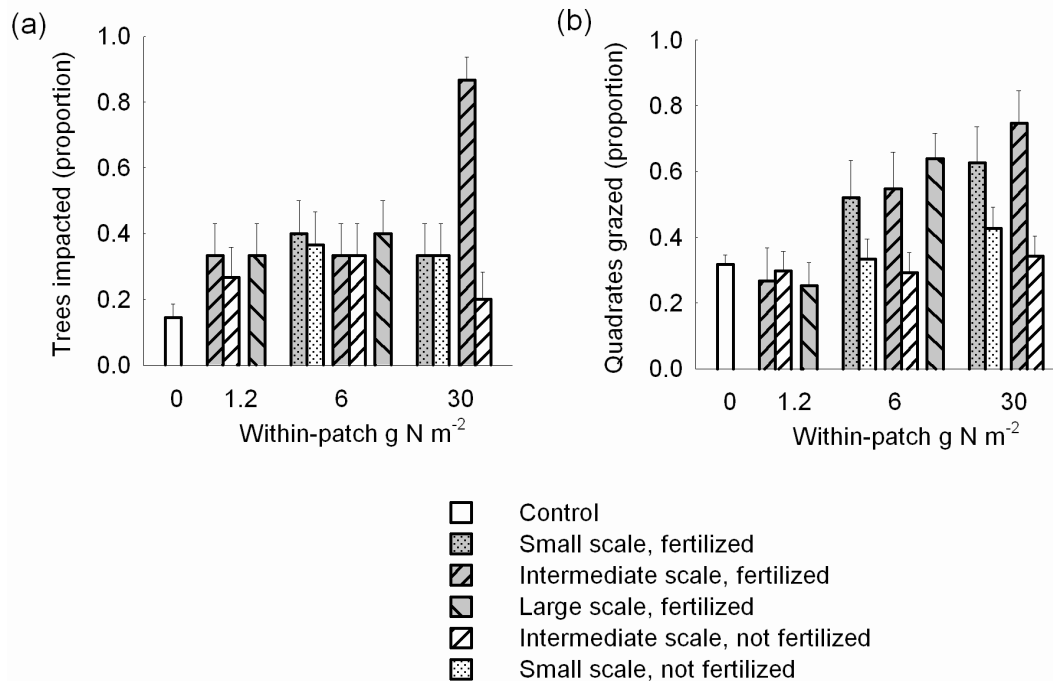 (a)
1.0
0.8
0.6
0.4
0.2
0.0
Trees impacted (proportion)
0 1.2 6 30
Within-patch g N m-2
(b)
1.0
0.8
0.6
0.4
0.2
0.0
Quadrates grazed (proportion)
0 1.2 6 30
Within-patch g N m-2
Control
Small scale, fertilized
Intermediate scale, fertilized
Large scale, fertilized
Intermediate scale, not fertilized
Small scale, not fertilized